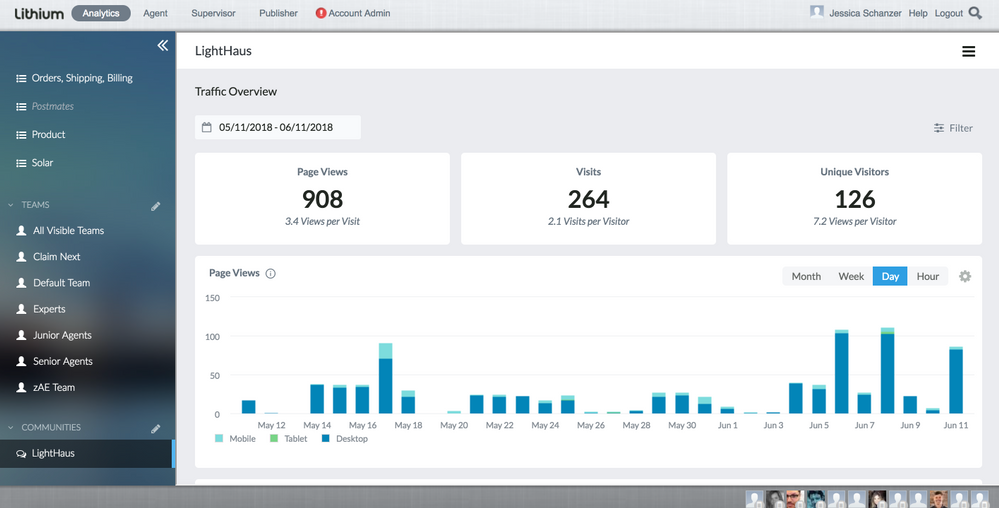 Lithium Analytics Agent Supervisor Publisher Account Admin Jessica Schanzer Help Logout
LightHaus
Orders, Shipping, Billing
Postmates
Product
Solar
TEAMS
All Visible Teams
Claim Next
Default Team
Experts
Junior Agents
Senior Agents
zAE Team
COMMUNITIES
LightHaus
Traffic Overview
05/11/2018 - 06/11/2018
Filter
Page Views
908
3.4 Views per Visit
Visits
264
2.1 Visits per Visitor
Unique Visitors
126
7.2 Views per Visitor
Page Views
Month Week Day Hour
150
100
50
0
May 12 May 14 May 16 May 18 May 20 May 22 May 24 May 26 May 28 May 30 Jun 1 Jun 3 Jun 5 Jun 7 Jun 9 Jun 11
Mobile Tablet Desktop